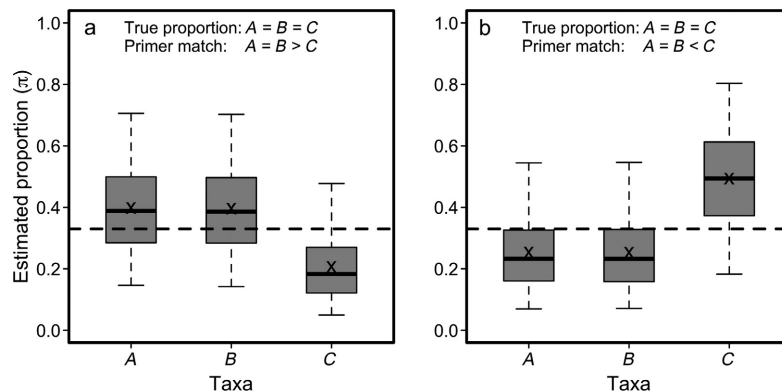 a
True proportion: A = B = C
Primer match: A = B > C
Estimated proportion (π)
1.0
0.8
0.6
0.4
0.2
0.0
X
X
X
A
B
C
Taxa
b
True proportion: A = B = C
Primer match: A = B < C
1.0
0.8
0.6
0.4
0.2
0.0
X
X
X
A
B
C
Taxa